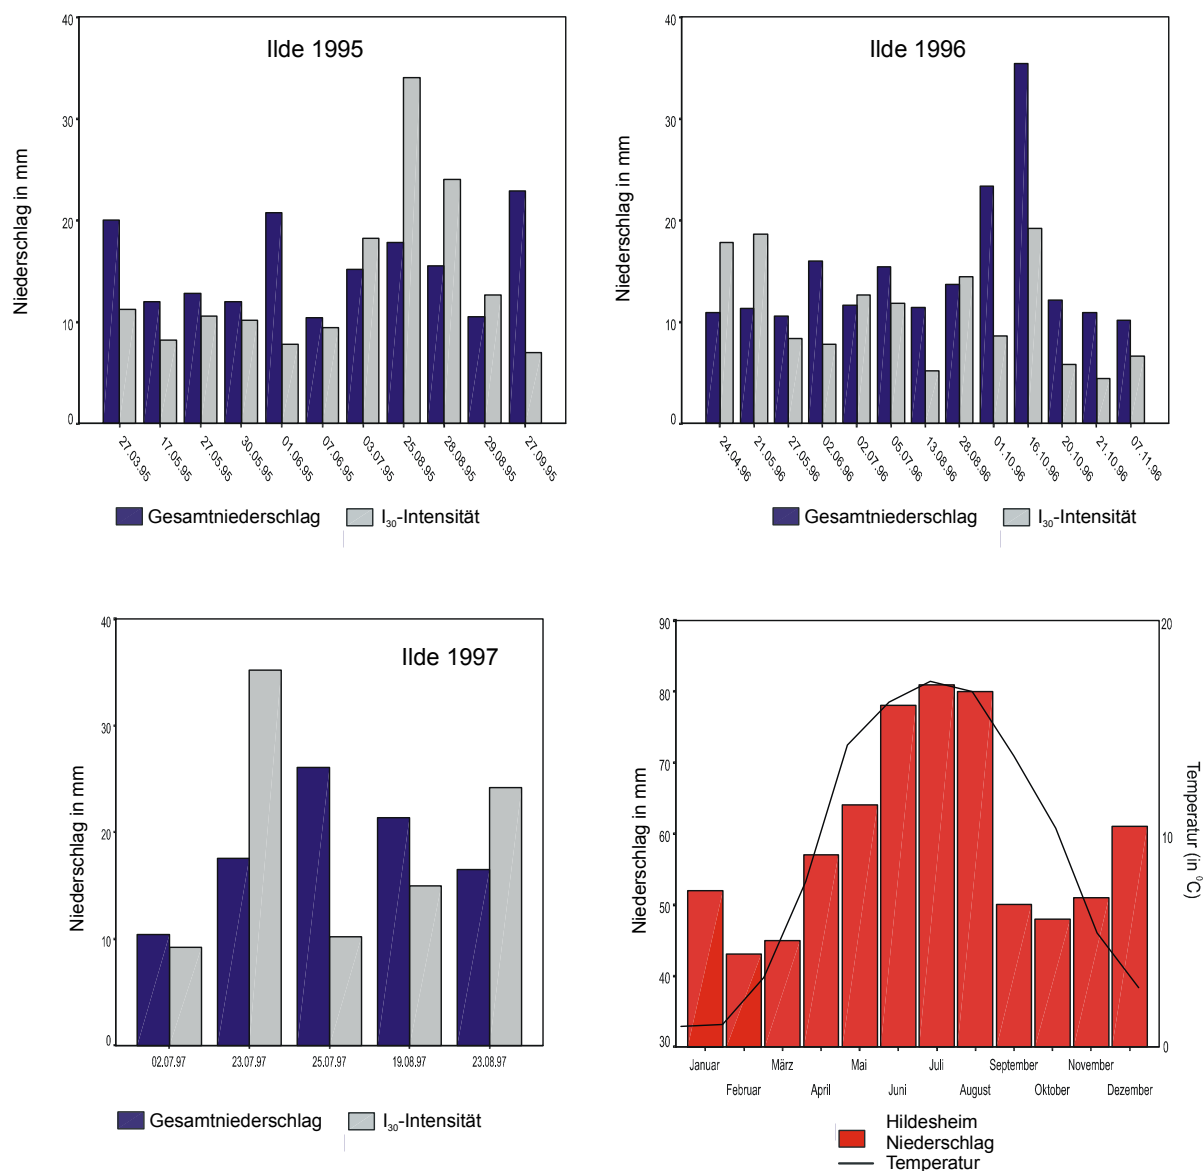 Ilde 1995
Niederschlag in mm
40
30
20
10
0
27.03.95
17.05.95
27.05.95
30.05.95
01.06.95
07.06.95
03.07.95
25.08.95
28.08.95
29.08.95
27.09.95
Gesamtniederschlag
I30-Intensität
Ilde 1996
Niederschlag in mm
40
30
20
10
0
24.04.96
21.05.96
27.05.96
02.06.96
02.07.96
05.07.96
13.08.96
28.08.96
01.10.96
16.10.96
20.10.96
21.10.96
07.11.96
Gesamtniederschlag
I30-Intensität
Ilde 1997
Niederschlag in mm
40
30
20
10
0
02.07.97
23.07.97
25.07.97
19.08.97
23.08.97
Gesamtniederschlag
I30-Intensität
Niederschlag in mm
90
80
70
60
50
40
30
20
10
0
Temperatur (in °C)
Januar
Februar
März
April
Mai
Juni
Juli
August
September
Oktober
November
Dezember
Hildesheim
Niederschlag
Temperatur